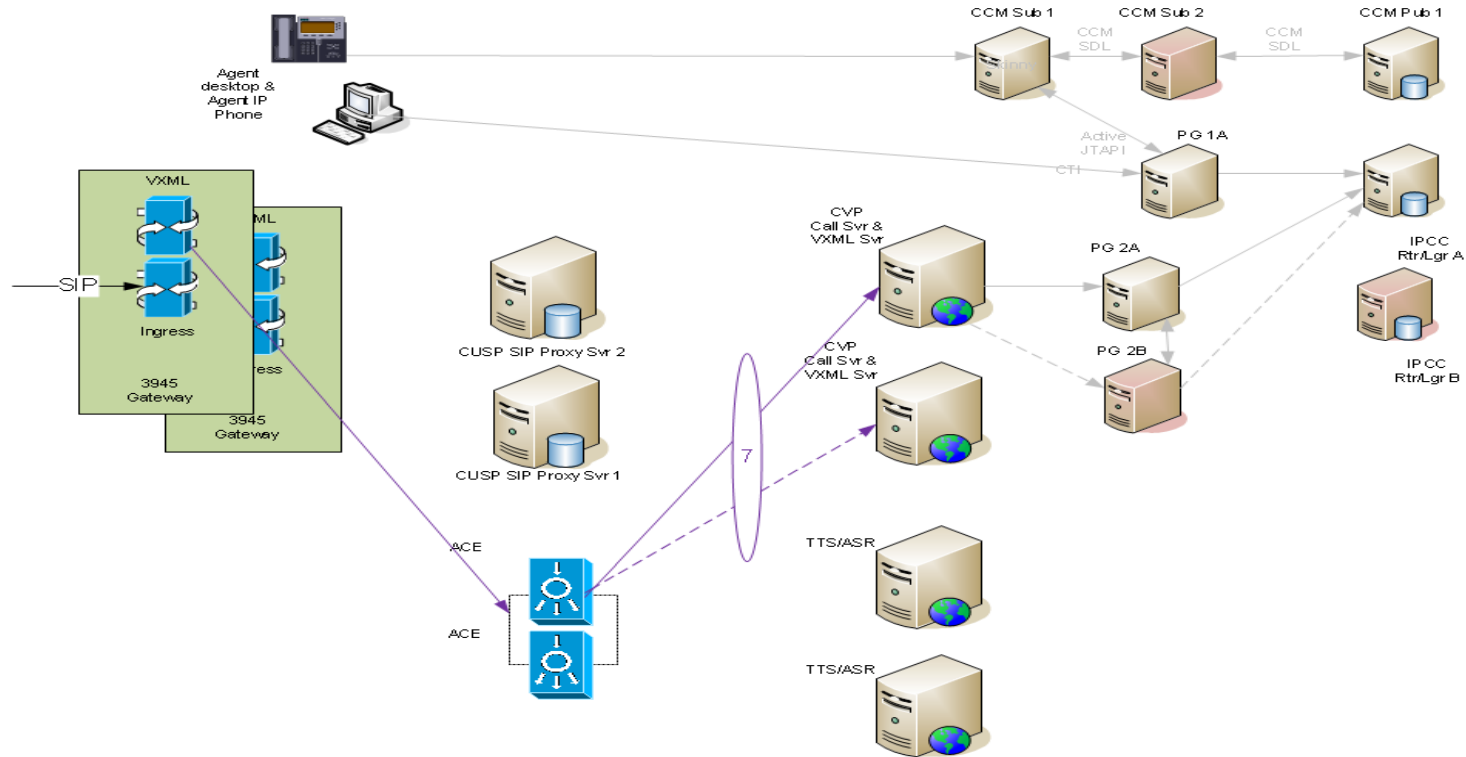 CCM Sub 1
CCM Sub 2
CCM Pub 1
CCM
SDL
CCM
SDL
Skinny
Agent
desktop &
Agent IP
Phone
Active
JTAPI
PG 1A
CTI
VXML
Ingress
3945
Gateway
ML
ress
3945
Gateway
SIP
CUSP SIP Proxy Svr 2
CUSP SIP Proxy Svr 1
CVP
Call Svr &
VXML Svr
CVP
Call Svr &
VXML Svr
PG 2A
PG 2B
IPCC
Rtr/Lgr A
IPCC
Rtr/Lgr B
7
ACE
ACE
TTS/ASR
TTS/ASR